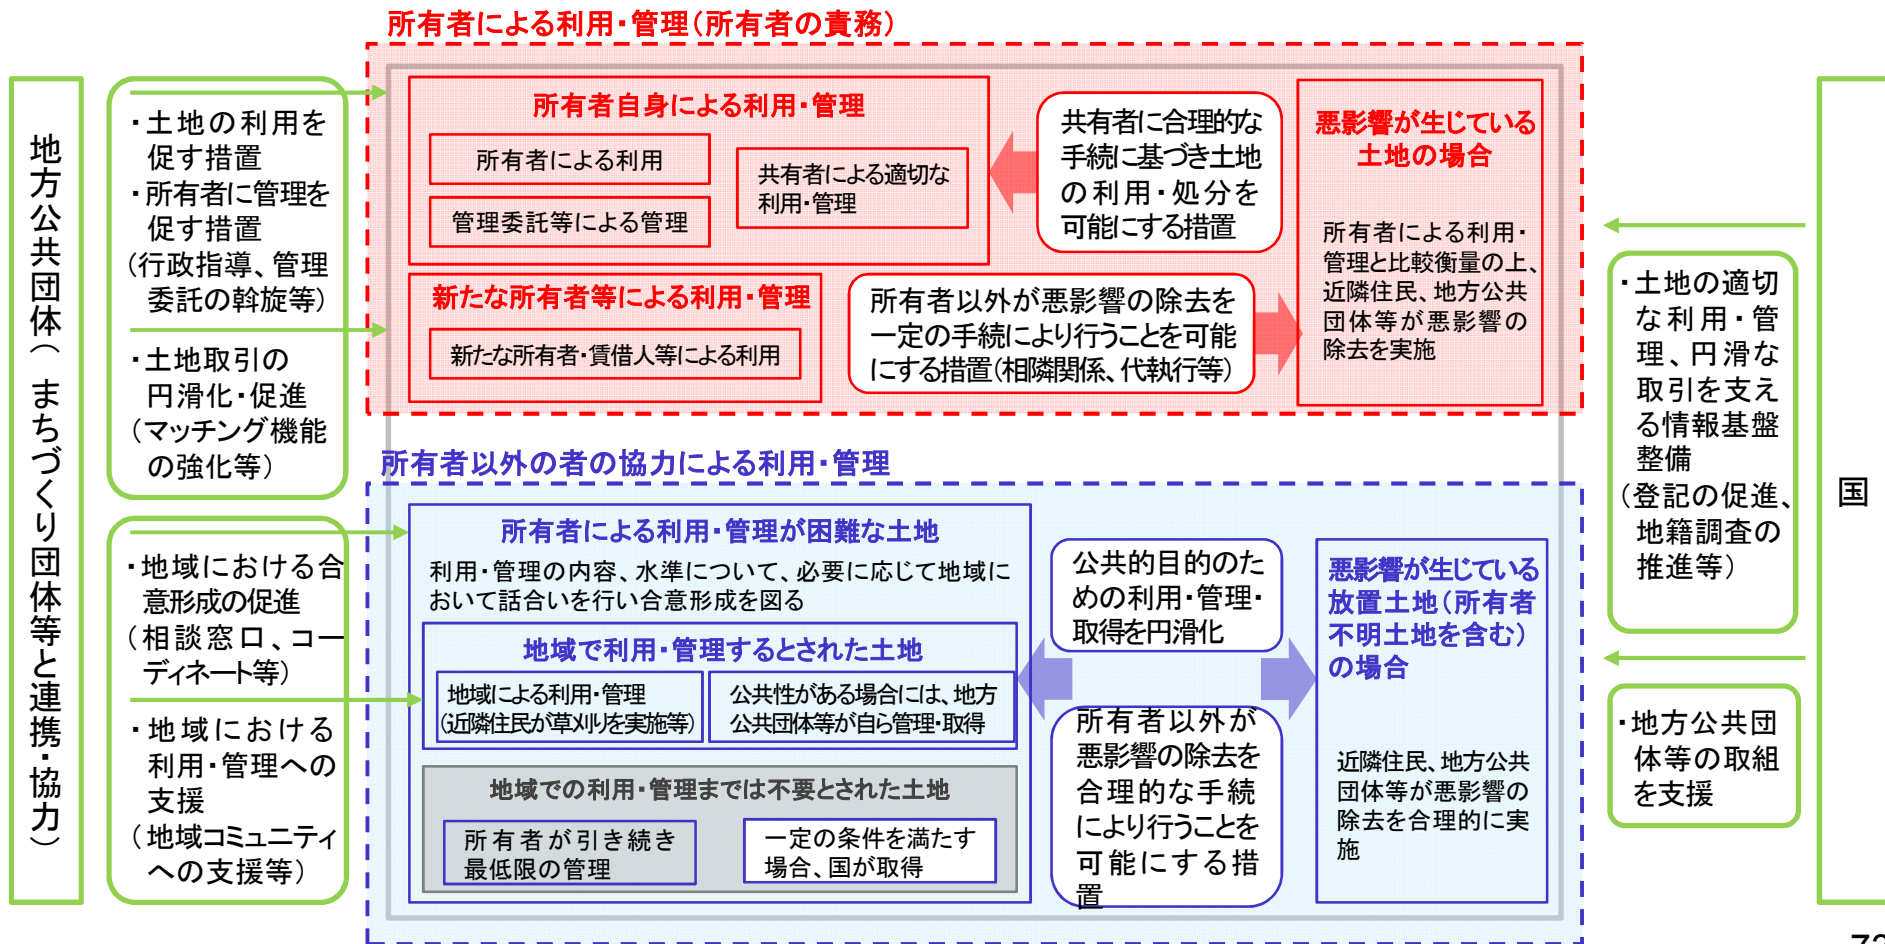 所有者による利用・管理(所有者の責務)
地方公共団体(まちづくり団体等と連携・協力)
・土地の利用を
促す措置
・所有者に管理を
促す措置
(行政指導、管理
委託の斡旋等)
・土地取引の
円滑化・促進
(マッチング機能
の強化等)
所有者自身による利用・管理
所有者による利用
管理委託等による管理
共有者による適切な
利用・管理
共有者に合理的な
手続に基づき土地
の利用・処分を
可能にする措置
新たな所有者等による利用・管理
新たな所有者・賃借人等による利用
所有者以外が悪影響の除去を
一定の手続により行うことを可能
にする措置(相隣関係、代執行等)
悪影響が生じている
土地の場合
所有者による利用・
管理と比較衡量の上、
近隣住民、地方公共
団体等が悪影響の
除去を実施
所有者以外の者の協力による利用・管理
・地域における合
意形成の促進
(相談窓口、コー
ディネート等)
・地域における
利用・管理への
支援
(地域コミュニティ
への支援等)
所有者による利用・管理が困難な土地
利用・管理の内容、水準について、必要に応じて地域に
おいて話合いを行い合意形成を図る
地域で利用・管理するとされた土地
地域による利用・管理
(近隣住民が草刈りを実施等)
公共性がある場合には、地方
公共団体等が自ら管理・取得
地域での利用・管理までは不要とされた土地
所有者が引き続き
最低限の管理
一定の条件を満たす
場合、国が取得
公共的目的のた
めの利用・管理・
取得を円滑化
所有者以外が
悪影響の除去を
合理的な手続
により行うことを
可能にする措
置
悪影響が生じている
放置土地(所有者
不明土地を含む)
の場合
近隣住民、地方公共
団体等が悪影響の
除去を合理的に実
施
・土地の適切
な利用・管
理、円滑な
取引を支え
る情報基盤
整備
(登記の促進、
地籍調査の
推進等)
・地方公共団
体等の取組
を支援
国